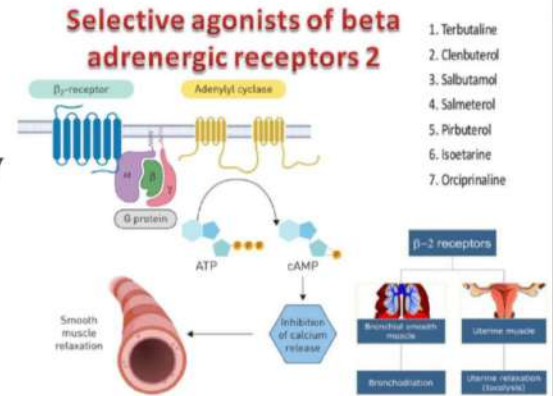 Selective agonists of beta
adrenergic receptors 2
1. Terbutaline
2. Clenbuterol
3. Salbutamol
4. Salmeterol
5. Pirbuterol
6. Isoetarine
7. Orciprinaline
β₂-receptor
Adenylyl cyclase
α
β
γ
G protein
ATP
cAMP
P
P
P
P
Smooth
muscle
relaxation
Inhibition
of calcium
release
β-2 receptors
Bronchial smooth
muscle
Uterine muscle
Bronchodilation
Uterine relaxation
(tocolysis)